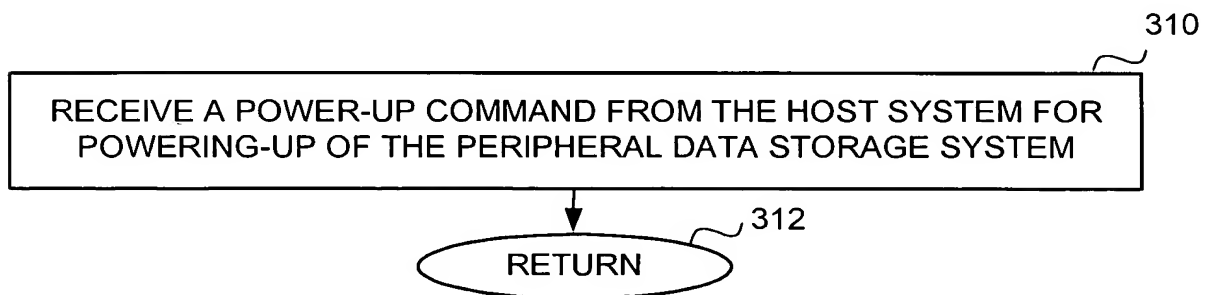 310
RECEIVE A POWER-UP COMMAND FROM THE HOST SYSTEM FOR
POWERING-UP OF THE PERIPHERAL DATA STORAGE SYSTEM
312
RETURN